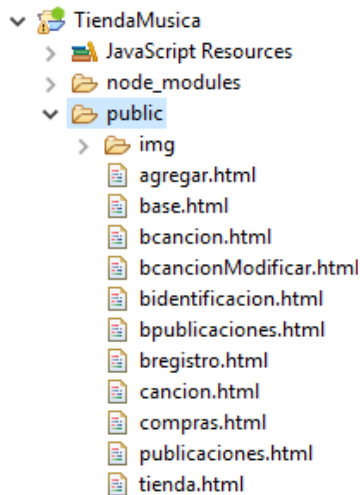 TiendaMusica
JavaScript Resources
node_modules
public
img
agregar.html
base.html
bcancion.html
bcancionModificar.html
bidentificacion.html
bpublicaciones.html
bregistro.html
cancion.html
compras.html
publicaciones.html
tienda.html